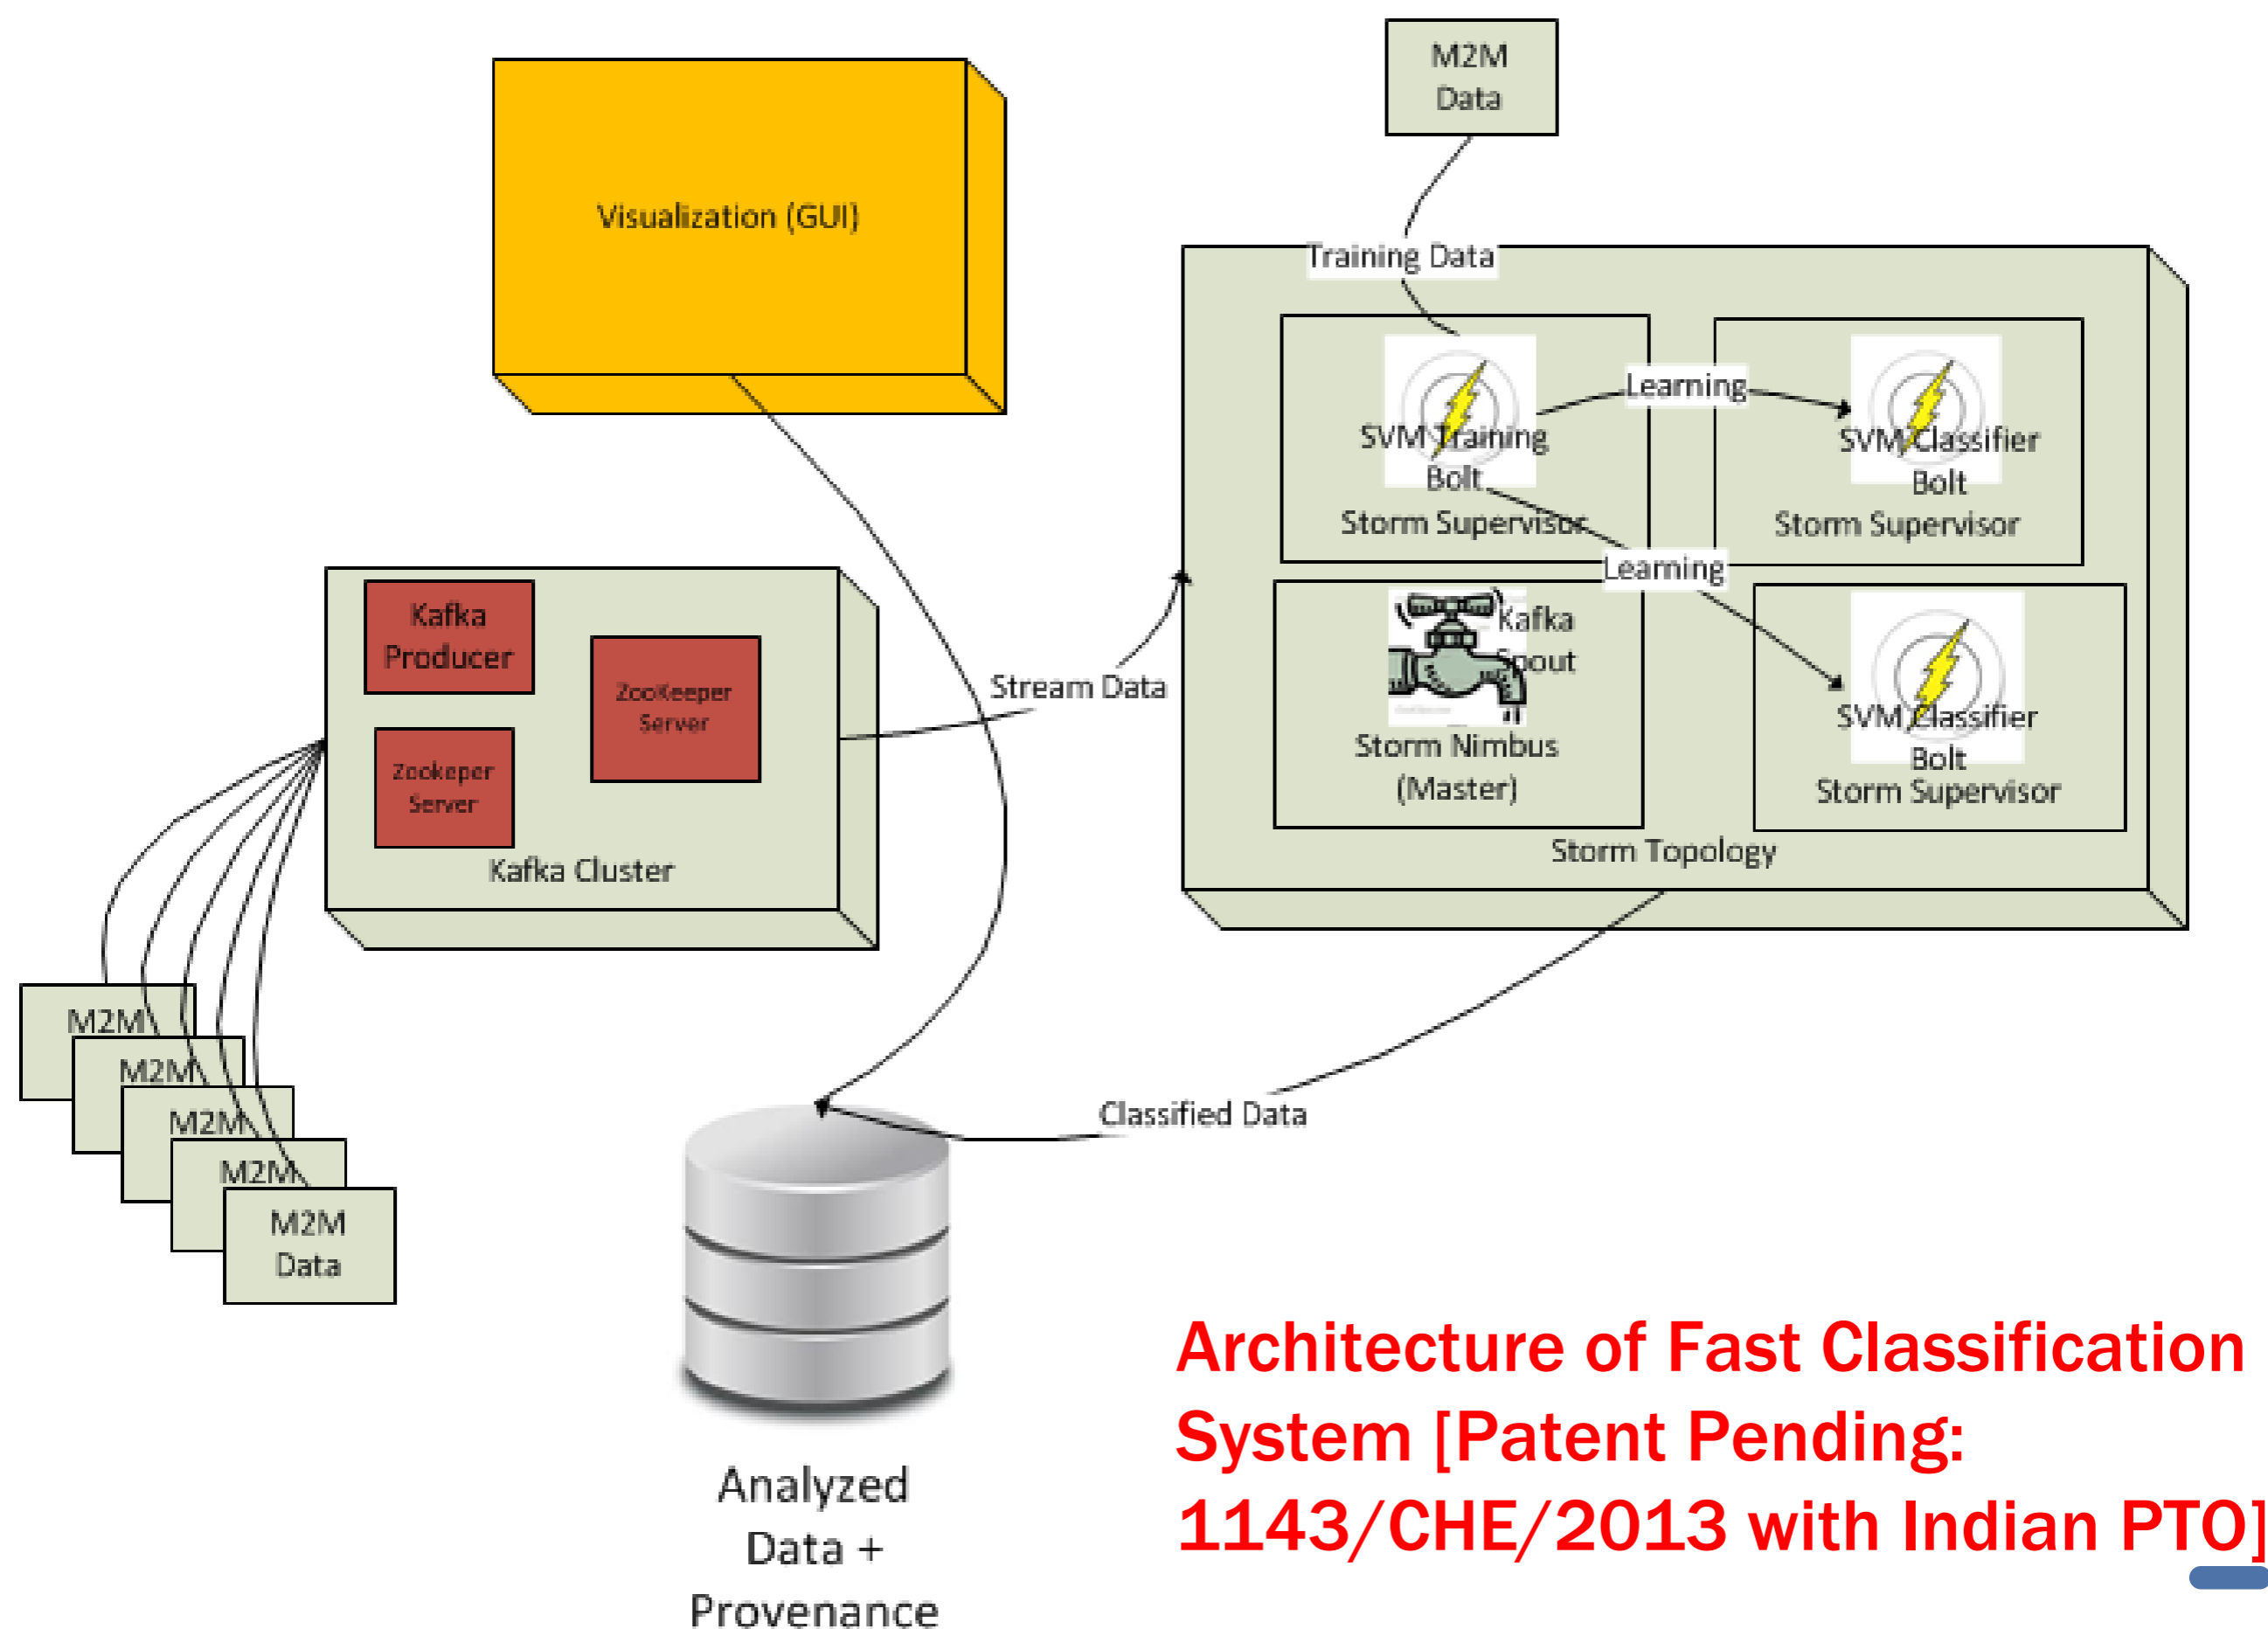 M2M
Data
Visualization (GUI)
Training Data
Learning
SVM Training
Bolt
Storm Supervisor
SVM Classifier
Bolt
Storm Supervisor
Learning
Kafka
Spout
Storm Nimbus
(Master)
SVM Classifier
Bolt
Storm Supervisor
Storm Topology
Kafka
Producer
ZooKeeper
Server
Zookeper
Server
Kafka Cluster
Stream Data
M2M
M2M
M2M
M2M
M2M
Data
Classified Data
Analyzed
Data +
Provenance
Architecture of Fast Classification
System [Patent Pending:
1143/CHE/2013 with Indian PTO]